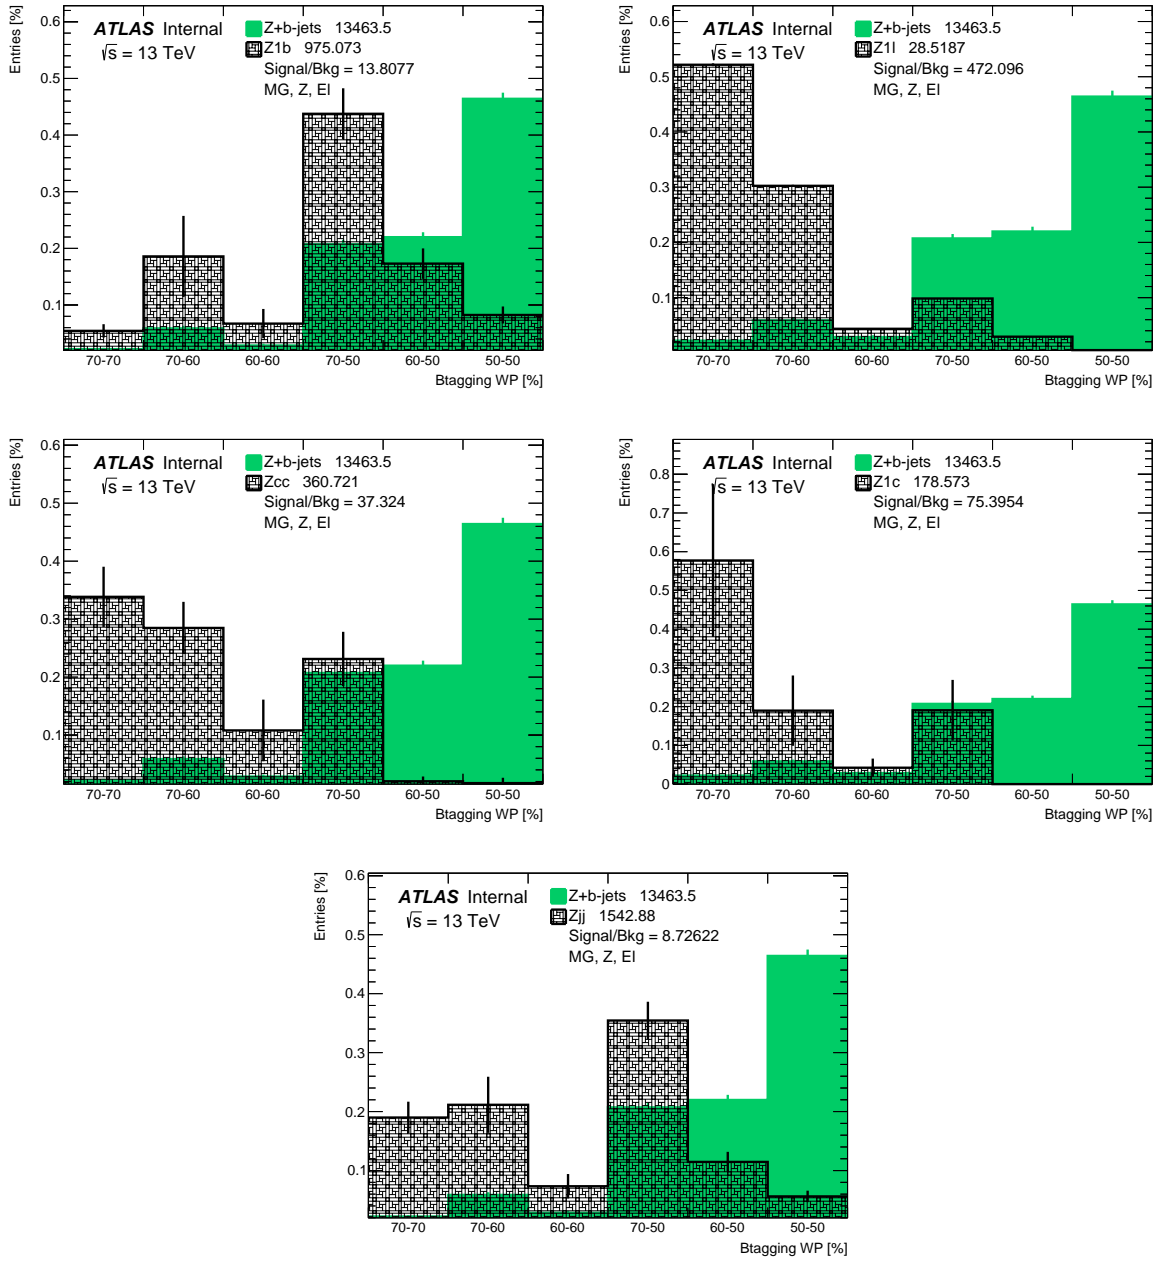 Entries [%]
0.6
0.5
0.4
0.3
0.2
0.1
ATLAS Internal
√s = 13 TeV
Z+b-jets 13463.5
Z1b 975.073
Signal/Bkg = 13.8077
MG, Z, El
70-70 70-60 60-60 70-50 60-50 50-50
Btagging WP [%]
Entries [%]
0.6
0.5
0.4
0.3
0.2
0.1
ATLAS Internal
√s = 13 TeV
Z+b-jets 13463.5
Z1l 28.5187
Signal/Bkg = 472.096
MG, Z, El
70-70 70-60 60-60 70-50 60-50 50-50
Btagging WP [%]
Entries [%]
0.6
0.5
0.4
0.3
0.2
0.1
ATLAS Internal
√s = 13 TeV
Z+b-jets 13463.5
Zcc 360.721
Signal/Bkg = 37.324
MG, Z, El
70-70 70-60 60-60 70-50 60-50 50-50
Btagging WP [%]
Entries [%]
0.8
0.7
0.6
0.5
0.4
0.3
0.2
0.1
0
ATLAS Internal
√s = 13 TeV
Z+b-jets 13463.5
Z1c 178.573
Signal/Bkg = 75.3954
MG, Z, El
70-70 70-60 60-60 70-50 60-50 50-50
Btagging WP [%]
Entries [%]
0.6
0.5
0.4
0.3
0.2
0.1
ATLAS Internal
√s = 13 TeV
Z+b-jets 13463.5
Zjj 1542.88
Signal/Bkg = 8.72622
MG, Z, El
70-70 70-60 60-60 70-50 60-50 50-50
Btagging WP [%]